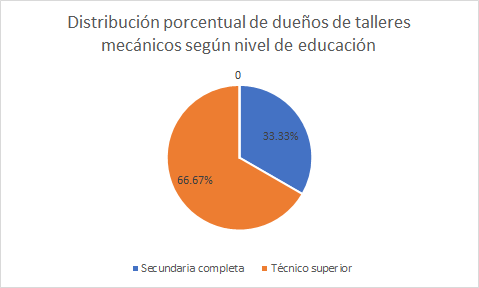 Distribución porcentual de dueños de talleres
mecánicos según nivel de educación
0
33.33%
66.67%
Secundaria completa
Técnico superior